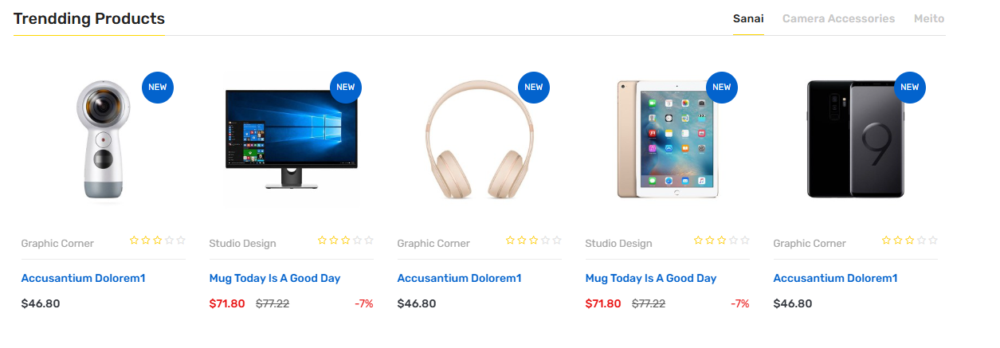 Trendding Products
Sanai Camera Accessories Meito
NEW NEW NEW NEW NEW
9
Graphic Corner Studio Design Graphic Corner Studio Design Graphic Corner
Accusantium Dolorem1 Mug Today Is A Good Day Accusantium Dolorem1 Mug Today Is A Good Day Accusantium Dolorem1
$46.80 $71.80 $77.22 -7% $46.80 $71.80 $77.22 -7% $46.80